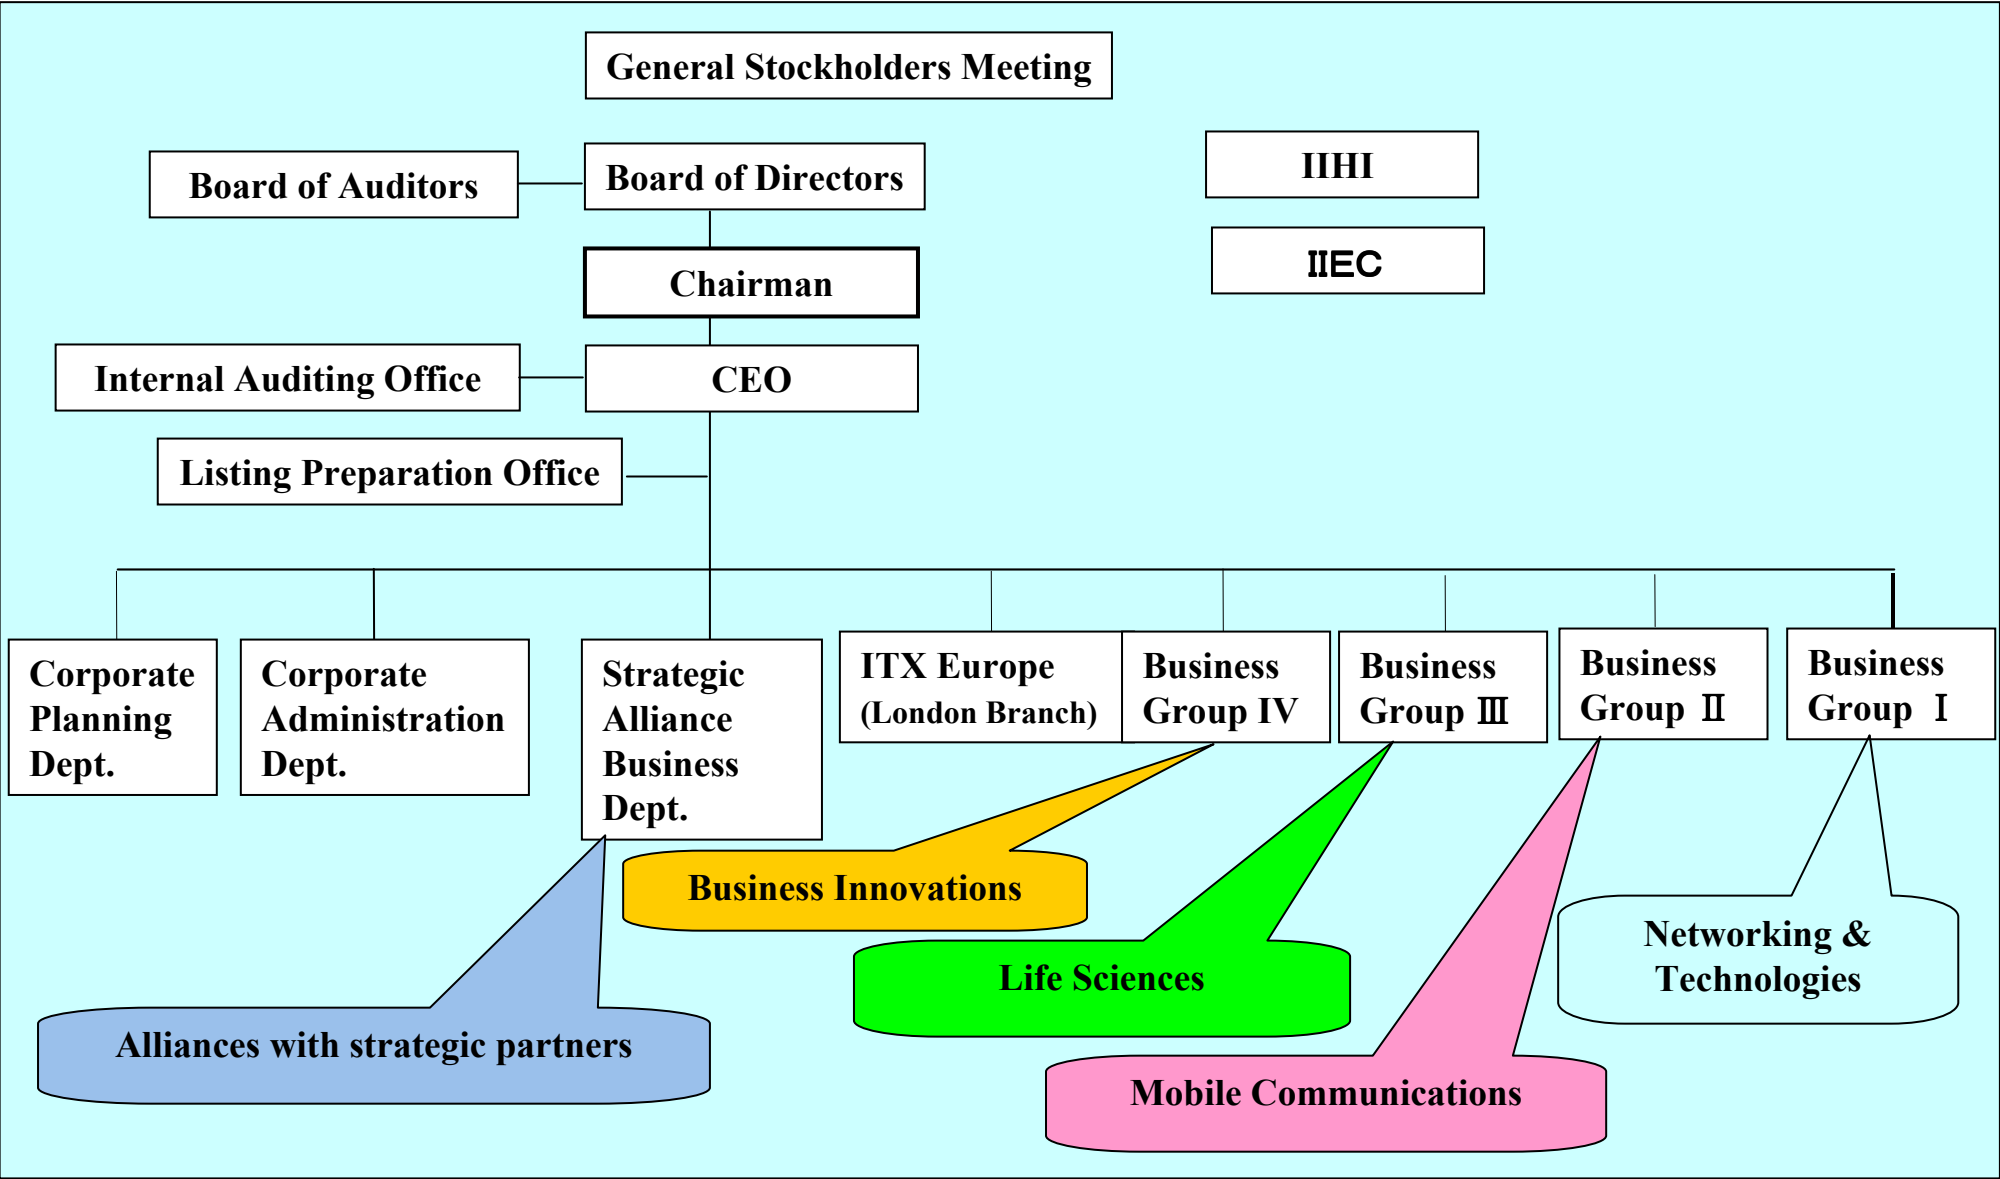 General Stockholders Meeting
Board of Auditors
Board of Directors
IIHI
IIEC
Chairman
Internal Auditing Office
CEO
Listing Preparation Office
Corporate
Planning
Dept.
Corporate
Administration
Dept.
Strategic
Alliance
Business
Dept.
ITX Europe
(London Branch)
Business
Group IV
Business
Group Ⅲ
Business
Group Ⅱ
Business
Group Ⅰ
Business Innovations
Networking &
Technologies
Life Sciences
Alliances with strategic partners
Mobile Communications